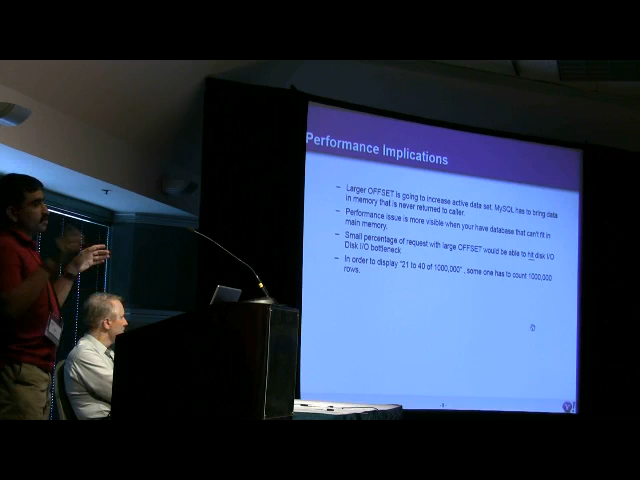 Performance Implications
– Larger OFFSET is going to increase active data set, MySQL has to bring data
in memory that is never returned to caller.
– Performance issue is more visible when your have database that can't fit in
main memory.
– Small percentage of request with large OFFSET would be able to hit disk I/O
Disk I/O bottleneck
– In order to display "21 to 40 of 1000,000" , some one has to count 1000,000
rows.